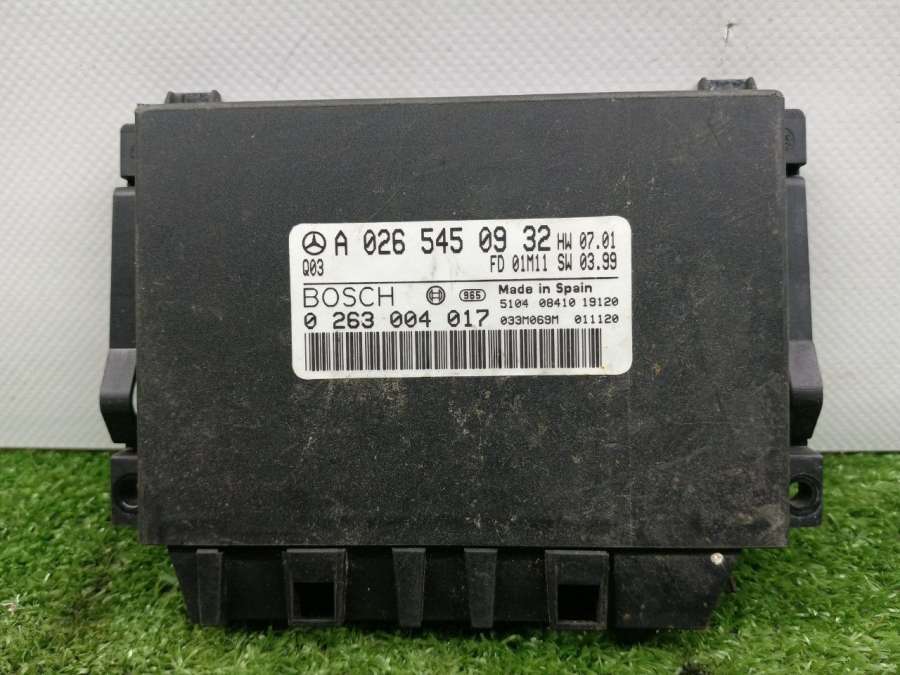 A 026 545 09 32 HW 07.01
Q03 FD 01M11 SW 03.99
BOSCH 965 Made in Spain
5104 08410 19120
0 263 004 017 033M069M 011120